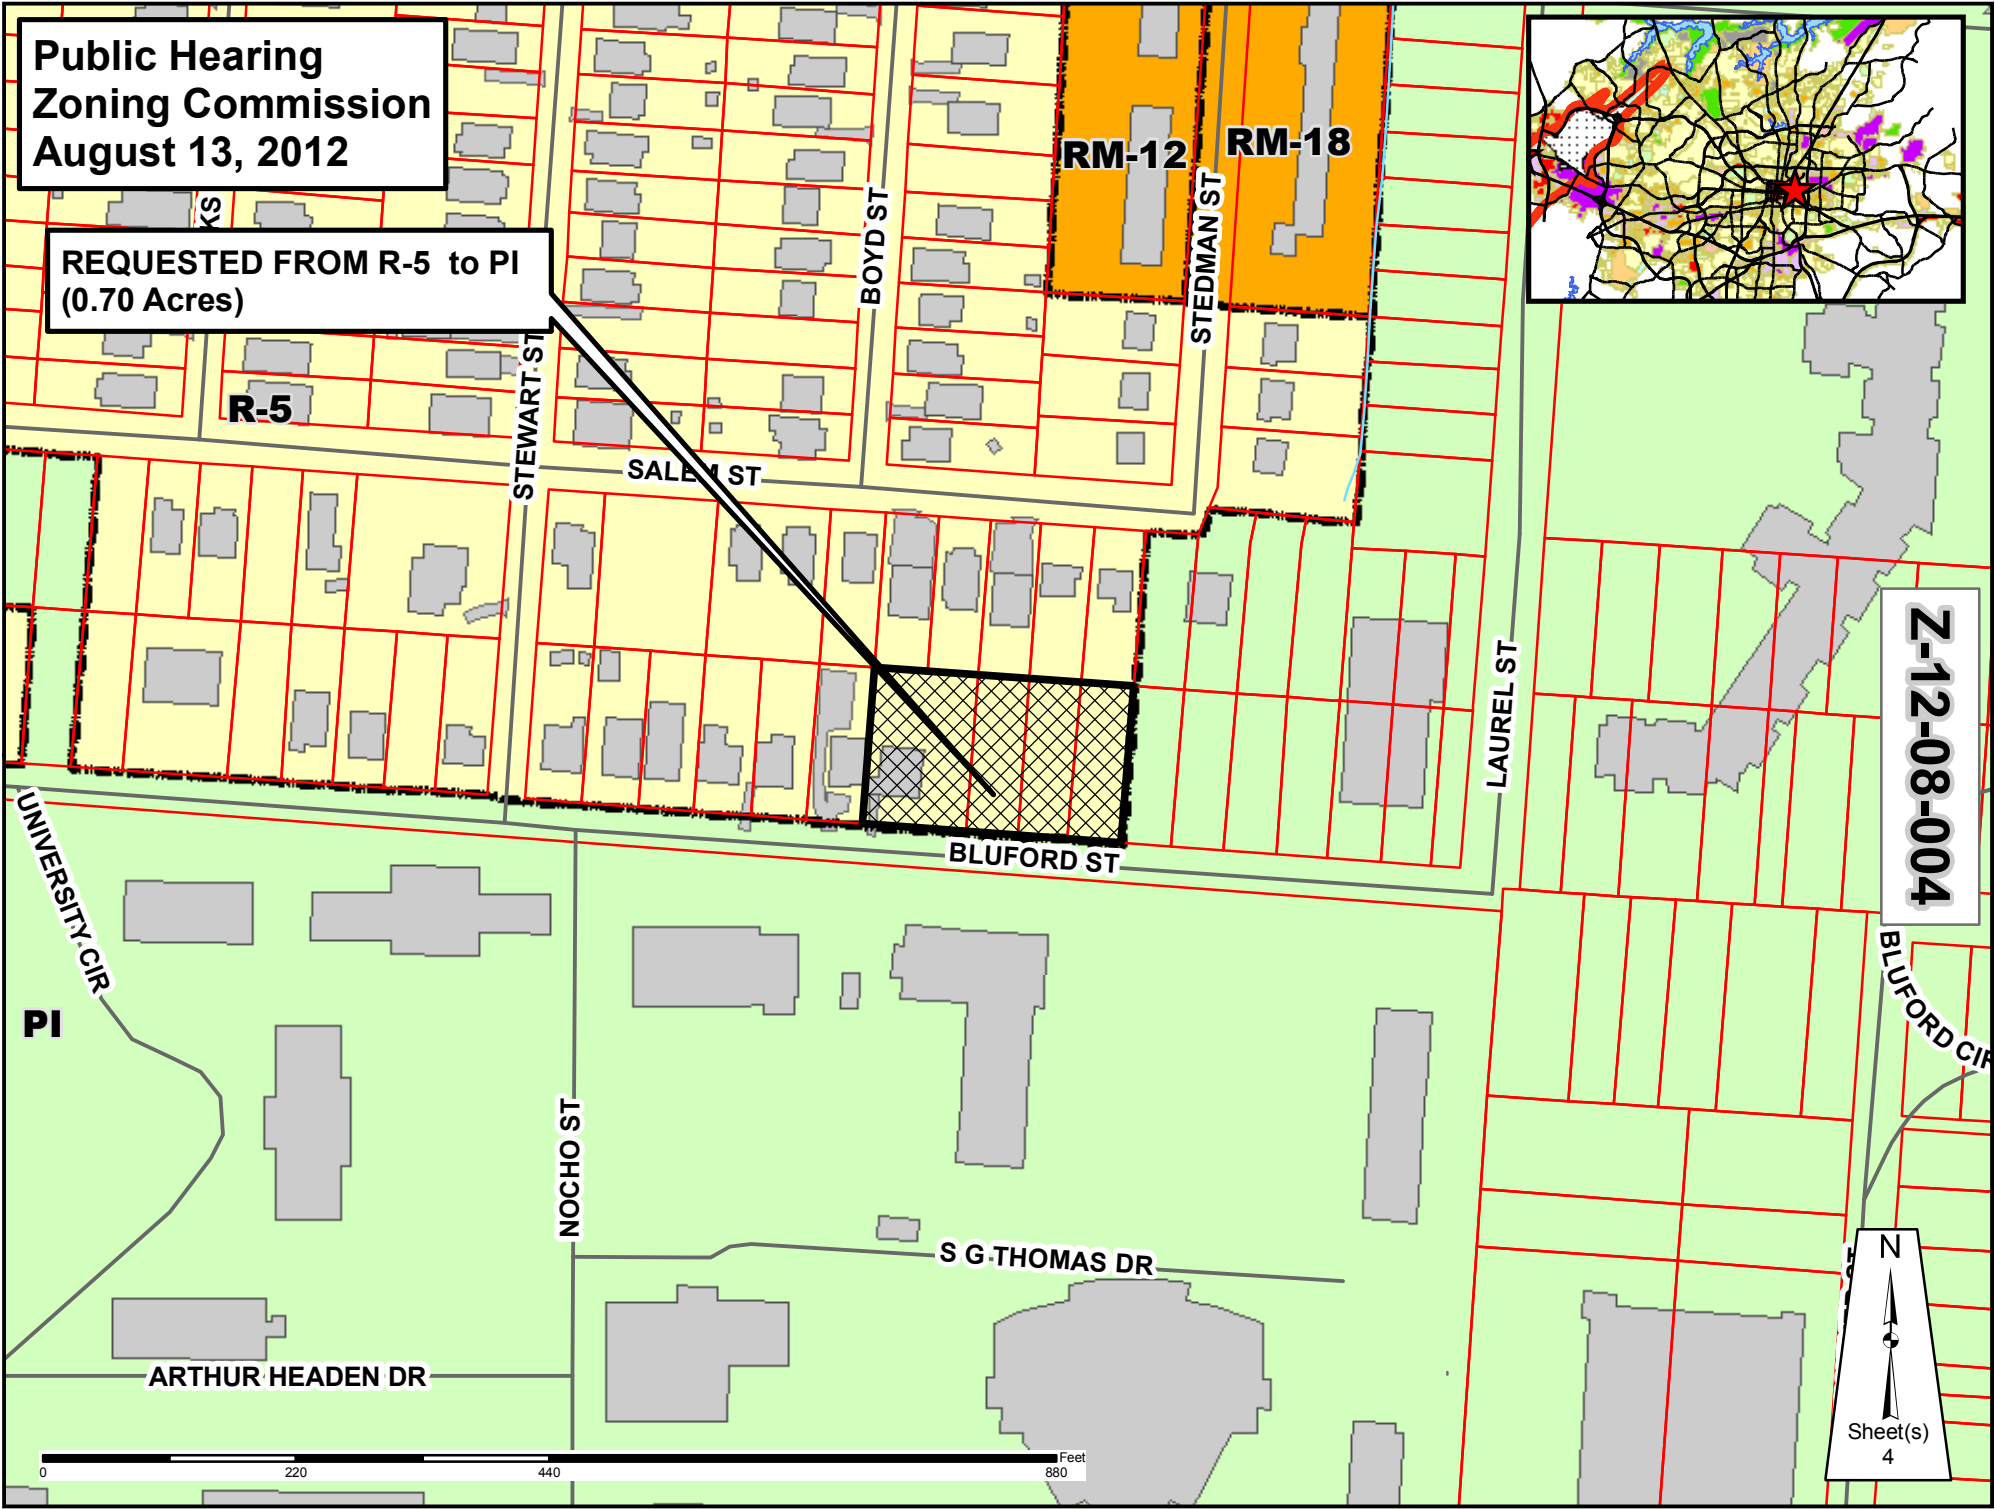 Public Hearing
Zoning Commission
August 13, 2012
REQUESTED FROM R-5 to PI
(0.70 Acres)
KS
RM-12
RM-18
BOYD ST
STEDMAN ST
STEWART ST
R-5
SALEM ST
LAUREL ST
Z-12-08-004
BLUFORD ST
UNIVERSITY CIR
BLUFORD CIR
PI
NOCHO ST
S G THOMAS DR
ARTHUR HEADEN DR
N
Sheet(s)
4
Feet
0
220
440
880